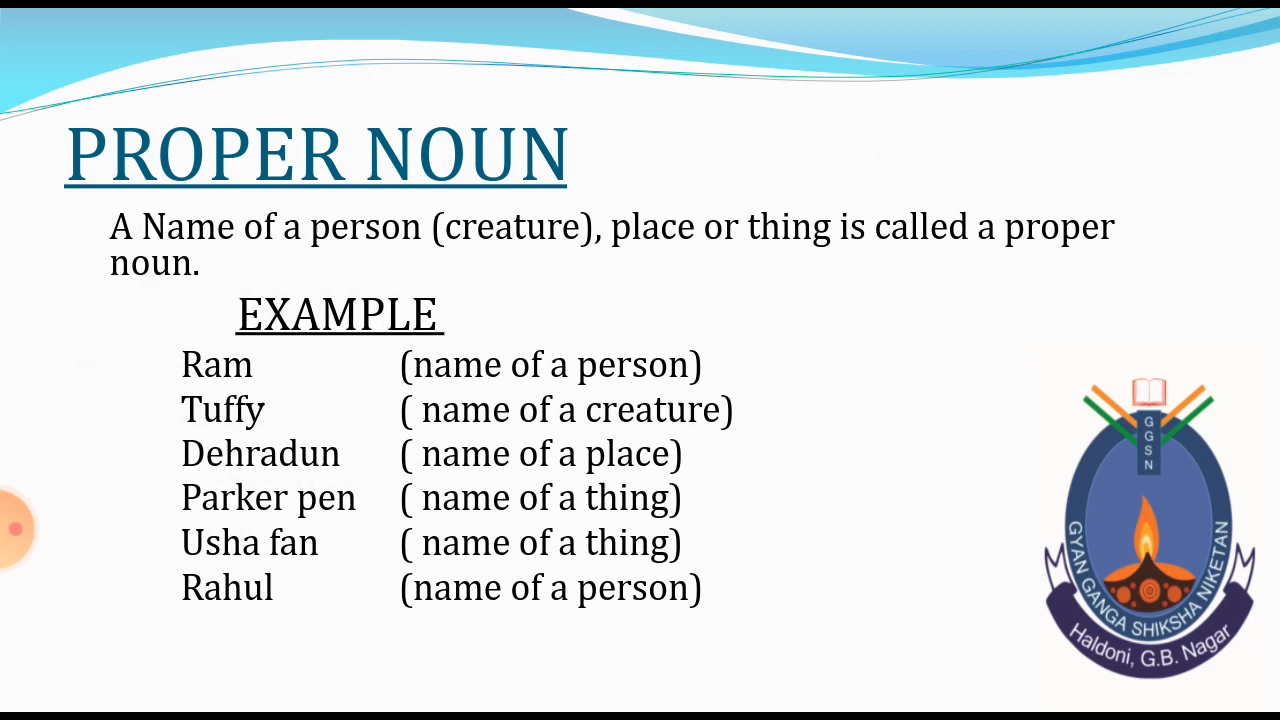 PROPER NOUN
A Name of a person (creature), place or thing is called a proper
noun.
EXAMPLE
Ram (name of a person)
Tuffy ( name of a creature)
Dehradun ( name of a place)
Parker pen ( name of a thing)
Usha fan ( name of a thing)
Rahul (name of a person)
G
G
S
N
GYAN GANGA SHIKSHA NIKETAN
Haldoni, G.B. Nagar